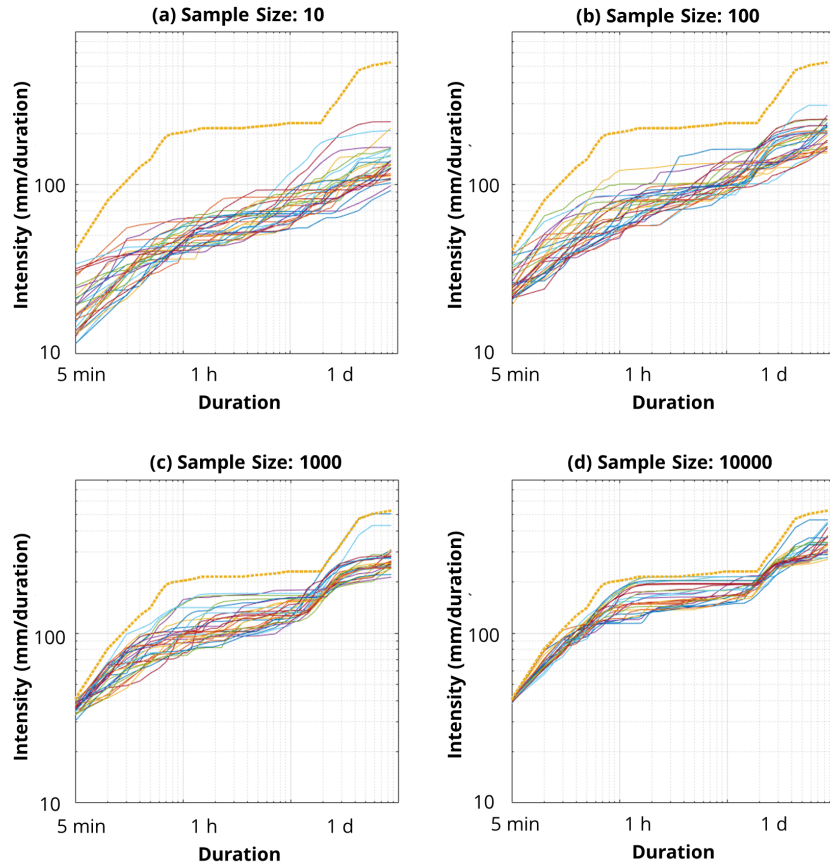 (a) Sample Size: 10
(b) Sample Size: 100
Intensity (mm/duration)
100
10
5 min 1 h 1 d
Duration
Intensity (mm/duration)
100
10
5 min 1 h 1 d
Duration
(c) Sample Size: 1000
(d) Sample Size: 10000
Intensity (mm/duration)
100
10
5 min 1 h 1 d
Duration
Intensity (mm/duration)
100
10
5 min 1 h 1 d
Duration